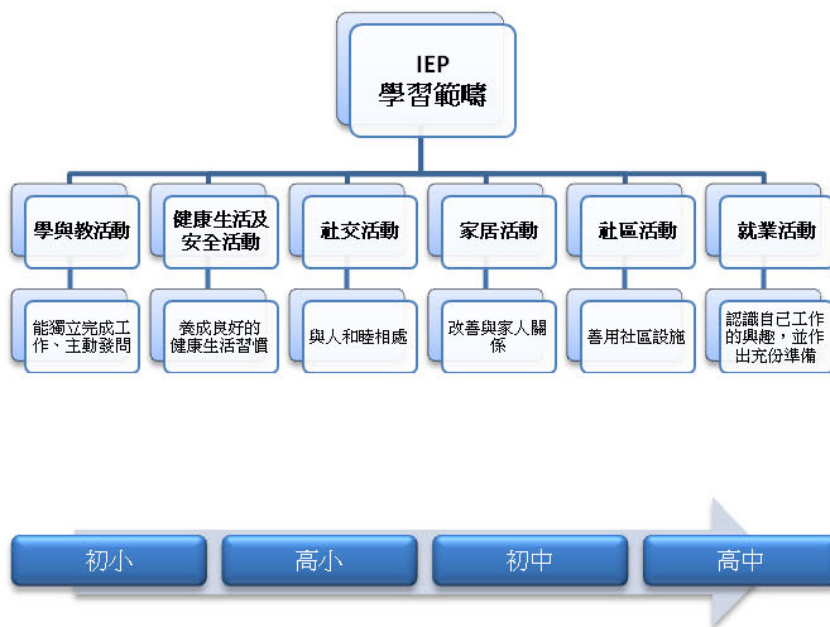 IEP
學習範疇
學與教活動
健康生活及
安全活動
社交活動
家居活動
社區活動
就業活動
能獨立完成工
作、主動發問
養成良好的
健康生活習慣
與人和睦相處
改善與家人關
係
善用社區設施
認識自己工作
的興趣，並作
出充份準備
初小
高小
初中
高中